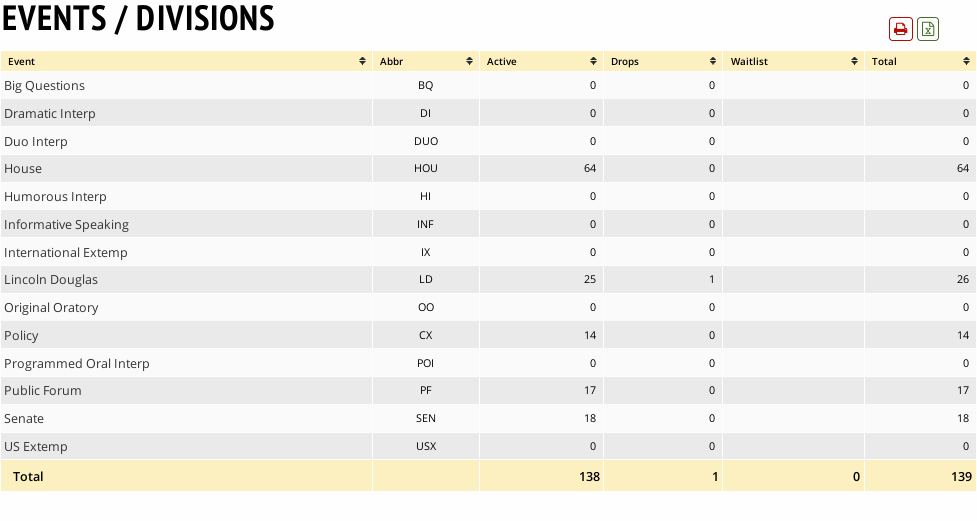 EVENTS / DIVISIONS
Event Abbr Active Drops Waitlist Total
Big Questions BQ 0 0 0
Dramatic Interp DI 0 0 0
Duo Interp DUO 0 0 0
House HOU 64 0 64
Humorous Interp HI 0 0 0
Informative Speaking INF 0 0 0
International Extemp IX 0 0 0
Lincoln Douglas LD 25 1 26
Original Oratory OO 0 0 0
Policy CX 14 0 14
Programmed Oral Interp POI 0 0 0
Public Forum PF 17 0 17
Senate SEN 18 0 18
US Extemp USX 0 0 0
Total 138 1 0 139